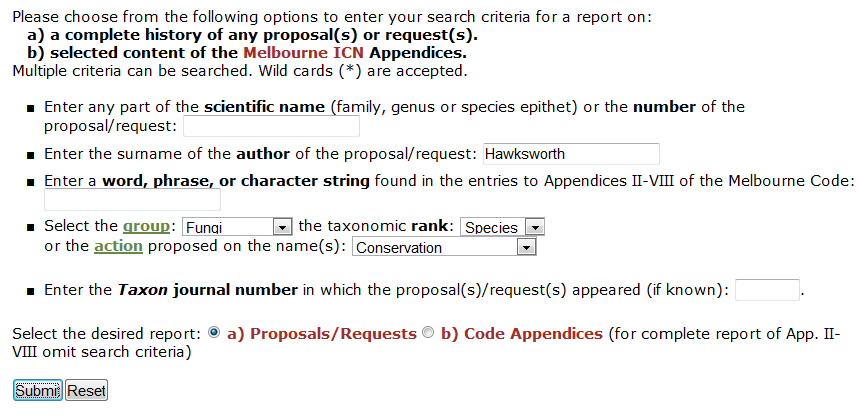 Please choose from the following options to enter your search criteria for a report on:
a) a complete history of any proposal(s) or request(s).
b) selected content of the Melbourne ICN Appendices.
Multiple criteria can be searched. Wild cards (*) are accepted.
Enter any part of the scientific name (family, genus or species epithet) or the number of the
proposal/request:
Enter the surname of the author of the proposal/request: Hawksworth
Enter a word, phrase, or character string found in the entries to Appendices II-VIII of the Melbourne Code:
Select the group: Fungi the taxonomic rank: Species
or the action proposed on the name(s): Conservation
Enter the Taxon journal number in which the proposal(s)/request(s) appeared (if known): .
Select the desired report: a) Proposals/Requests b) Code Appendices (for complete report of App. II-
VIII omit search criteria)
Submit Reset